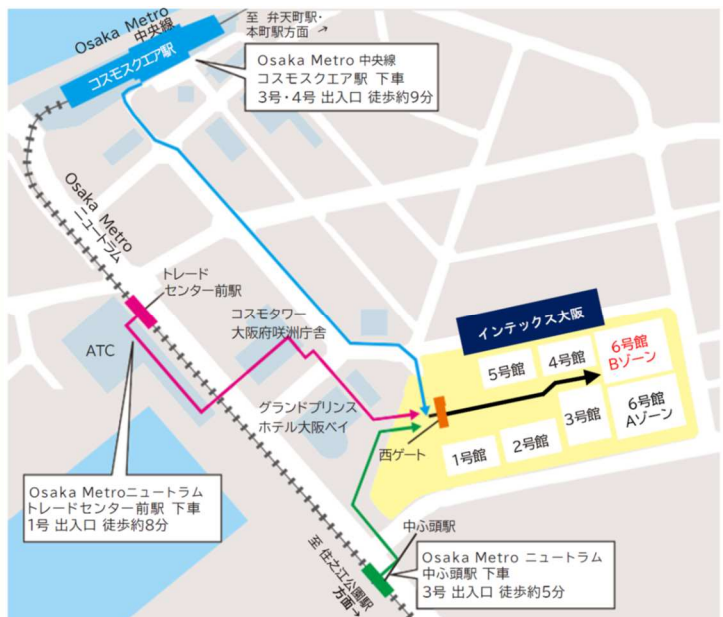 Osaka Metro
中央線
コスモスクエア駅
至 弁天町駅・
本町駅方面 →
Osaka Metro 中央線
コスモスクエア駅 下車
3号・4号 出入口 徒歩約9分
Osaka Metro
ニュートラム
トレード
センター前駅
コスモタワー
大阪府咲洲庁舎
ATC
インテックス大阪
5号館
4号館
6号館
Bゾーン
グランドプリンス
ホテル大阪ベイ
西ゲート
1号館
2号館
3号館
6号館
Aゾーン
Osaka Metroニュートラム
トレードセンター前駅 下車
1号 出入口 徒歩約8分
中ふ頭駅
至 住之江公園駅
方面→
Osaka Metro ニュートラム
中ふ頭駅 下車
3号 出入口 徒歩約5分